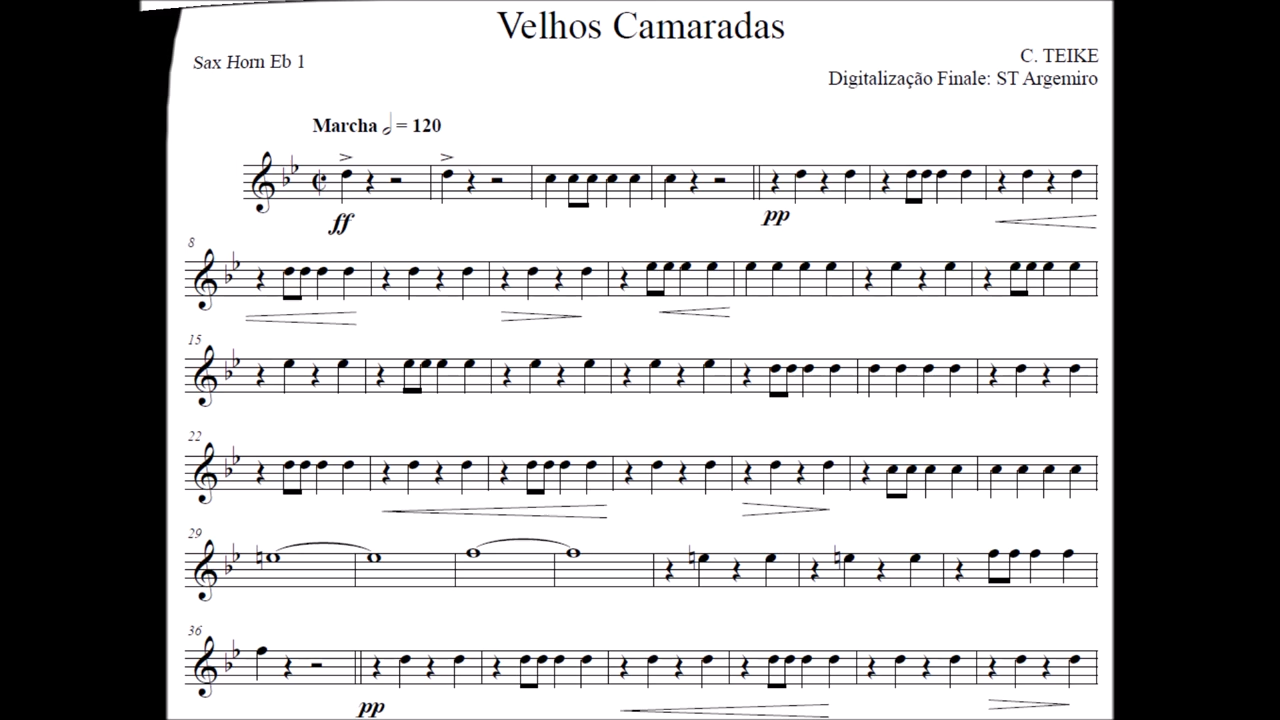 Velhos Camaradas
Sax Horn Eb 1
C. TEIKE
Digitalização Finale: ST Argemiro
Marcha = 120
ff
pp
8
15
22
29
36
pp